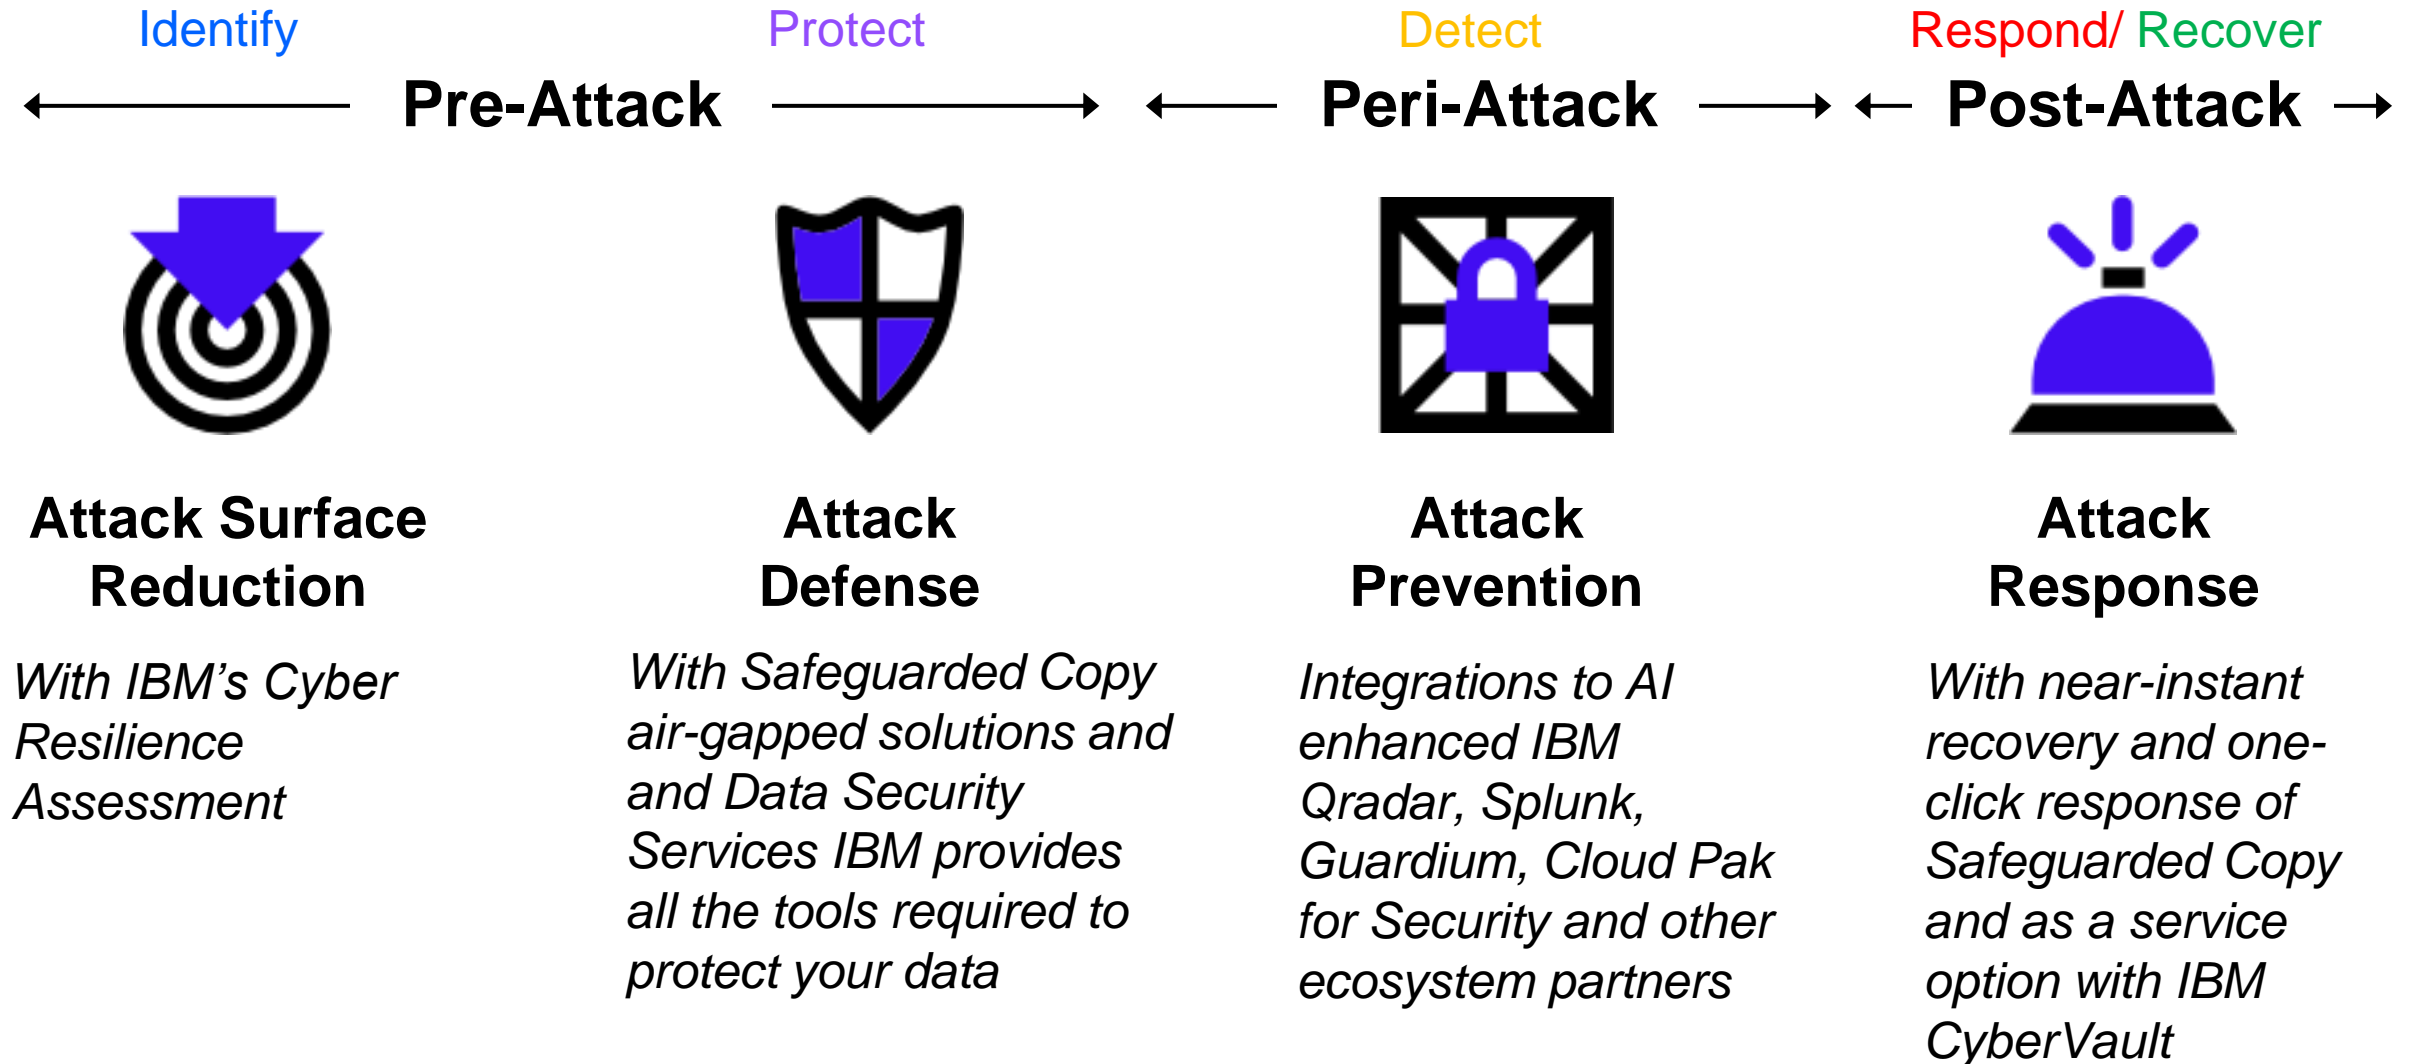 Identify
Protect
Detect
Respond/ Recover
Pre-Attack
Peri-Attack
Post-Attack
Attack Surface
Reduction
With IBM’s Cyber
Resilience
Assessment
Attack
Defense
With Safeguarded Copy
air-gapped solutions and
and Data Security
Services IBM provides
all the tools required to
protect your data
Attack
Prevention
Integrations to AI
enhanced IBM
Qradar, Splunk,
Guardium, Cloud Pak
for Security and other
ecosystem partners
Attack
Response
With near-instant
recovery and one-
click response of
Safeguarded Copy
and as a service
option with IBM
CyberVault